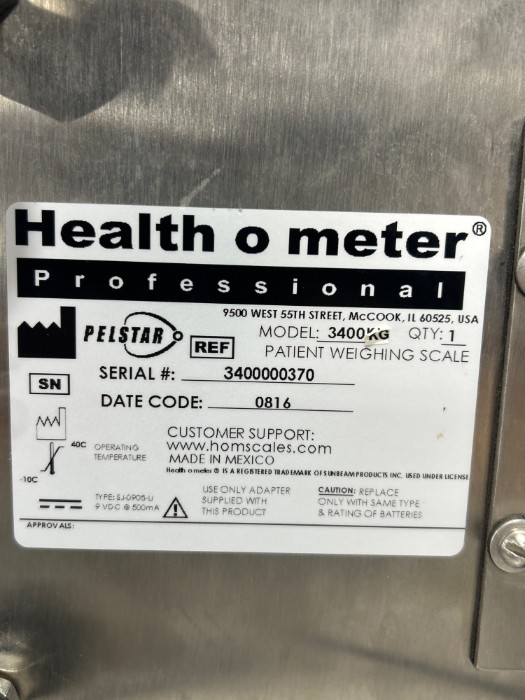 Health o meter®
Professional
9500 WEST 55TH STREET, McCOOK, IL 60525, USA
PELSTAR
REF
MODEL: 3400KG QTY: 1
PATIENT WEIGHING SCALE
SN
SERIAL #: 3400000370
DATE CODE: 0816
CUSTOMER SUPPORT:
www.homscales.com
MADE IN MEXICO
40C
-10C
OPERATING
TEMPERATURE
Health o meter ® IS A REGISTERED TRADEMARK OF SUNBEAM PRODUCTS INC. USED UNDER LICENSE
TYPE: SJ-0905-U
9 VDC @ 500mA
USE ONLY ADAPTER
SUPPLIED WITH
THIS PRODUCT
CAUTION: REPLACE
ONLY WITH SAME TYPE
& RATING OF BATTERIES
APPROVALS: